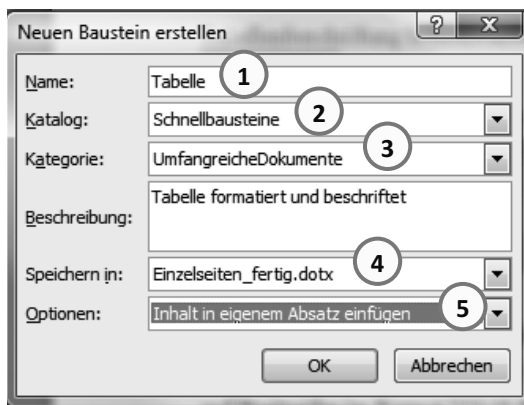 Neuen Baustein erstellen
? X
Name: Tabelle 1
Katalog: Schnellbausteine 2
Kategorie: UmfangreicheDokumente 3
Beschreibung: Tabelle formatiert und beschriftet
Speichern in: Einzelseiten_fertig.dotx 4
Optionen: Inhalt in eigenem Absatz einfügen 5
OK Abbrechen